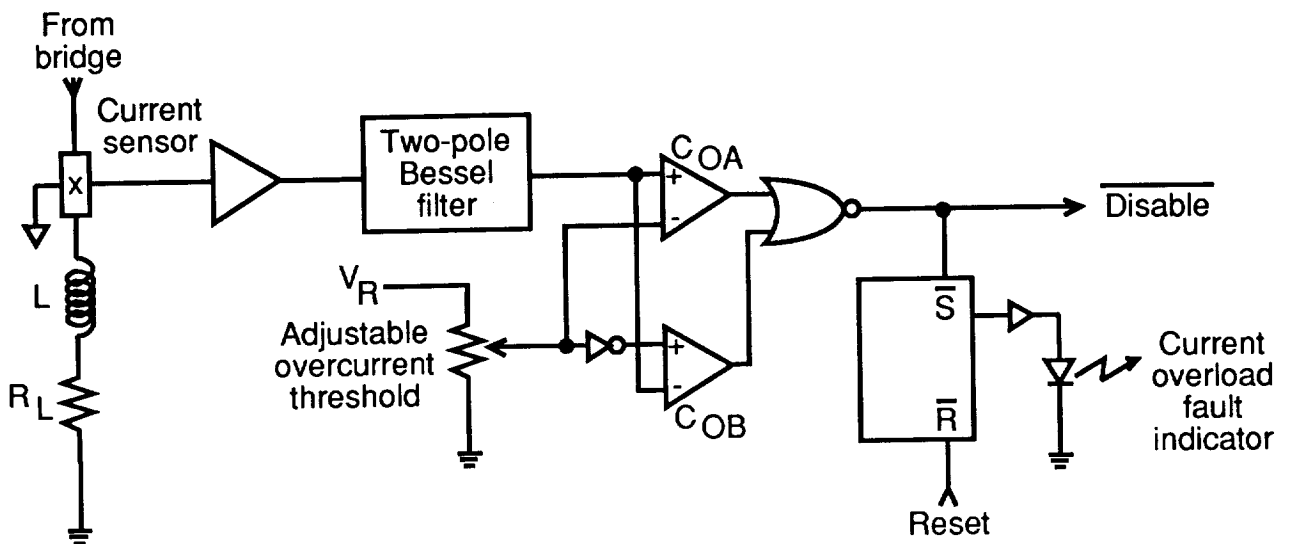 From
bridge
Current
sensor
x
Two-pole
Bessel
filter
C OA
+
-
Disable
L
V R
Adjustable
overcurrent
threshold
+
-
C OB
S
R
Current
overload
fault
indicator
R L
Reset